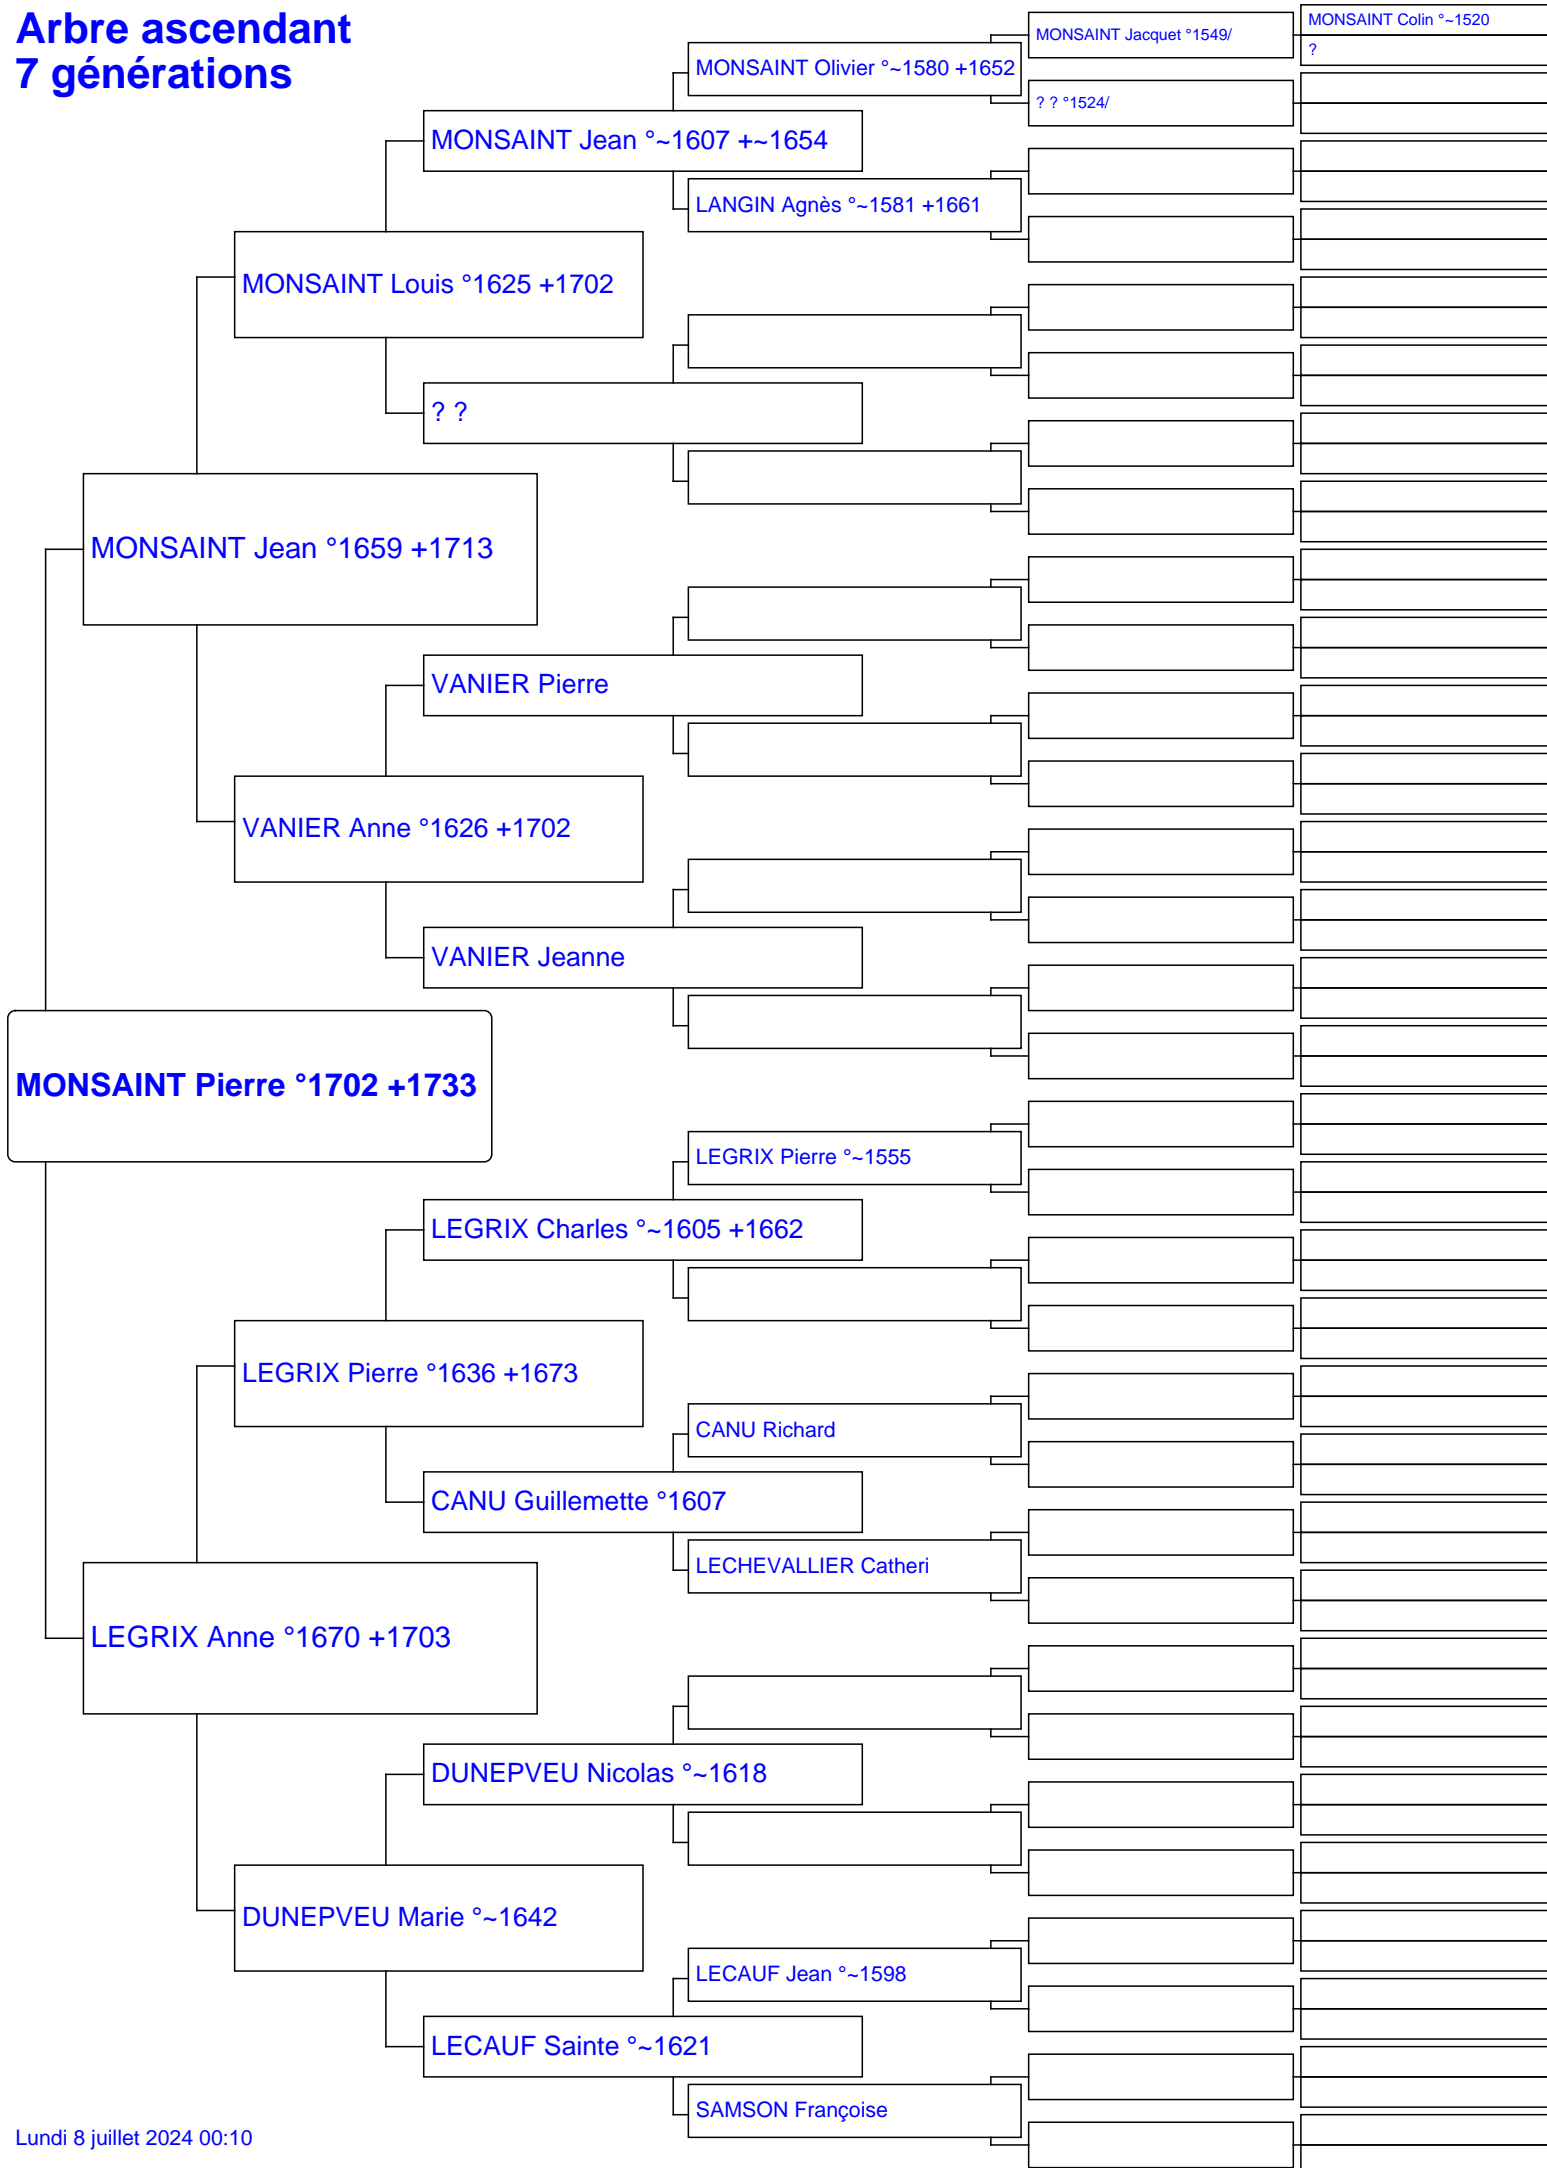 Arbre ascendant
7 générations
MONSAINT Colin °~1520
MONSAINT Jacquet °1549/
?
MONSAINT Olivier °~1580 +1652
? ? °1524/
MONSAINT Jean °~1607 +~1654
LANGIN Agnès °~1581 +1661
MONSAINT Louis °1625 +1702
? ?
MONSAINT Jean °1659 +1713
VANIER Pierre
VANIER Anne °1626 +1702
VANIER Jeanne
MONSAINT Pierre °1702 +1733
LEGRIX Pierre °~1555
LEGRIX Charles °~1605 +1662
LEGRIX Pierre °1636 +1673
CANU Richard
CANU Guillemette °1607
LECHEVALLIER Catheri
LEGRIX Anne °1670 +1703
DUNEPVEU Nicolas °~1618
DUNEPVEU Marie °~1642
LECAUF Jean °~1598
LECAUF Sainte °~1621
SAMSON Françoise
Lundi 8 juillet 2024 00:10